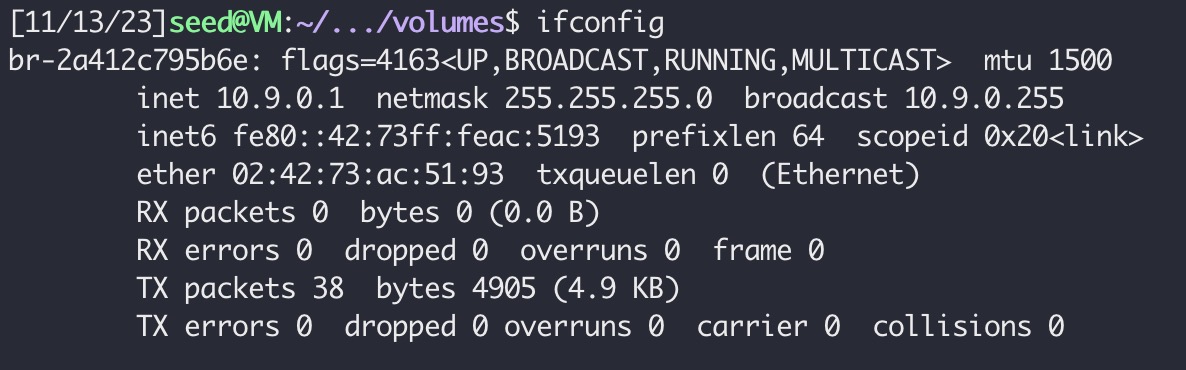 [11/13/23]seed@VM:~/.../volumes$ ifconfig
br-2a412c795b6e: flags=4163<UP,BROADCAST,RUNNING,MULTICAST>  mtu 1500
        inet 10.9.0.1  netmask 255.255.255.0  broadcast 10.9.0.255
        inet6 fe80::42:73ff:feac:5193  prefixlen 64  scopeid 0x20<link>
        ether 02:42:73:ac:51:93  txqueuelen 0  (Ethernet)
        RX packets 0  bytes 0 (0.0 B)
        RX errors 0  dropped 0  overruns 0  frame 0
        TX packets 38  bytes 4905 (4.9 KB)
        TX errors 0  dropped 0 overruns 0  carrier 0  collisions 0